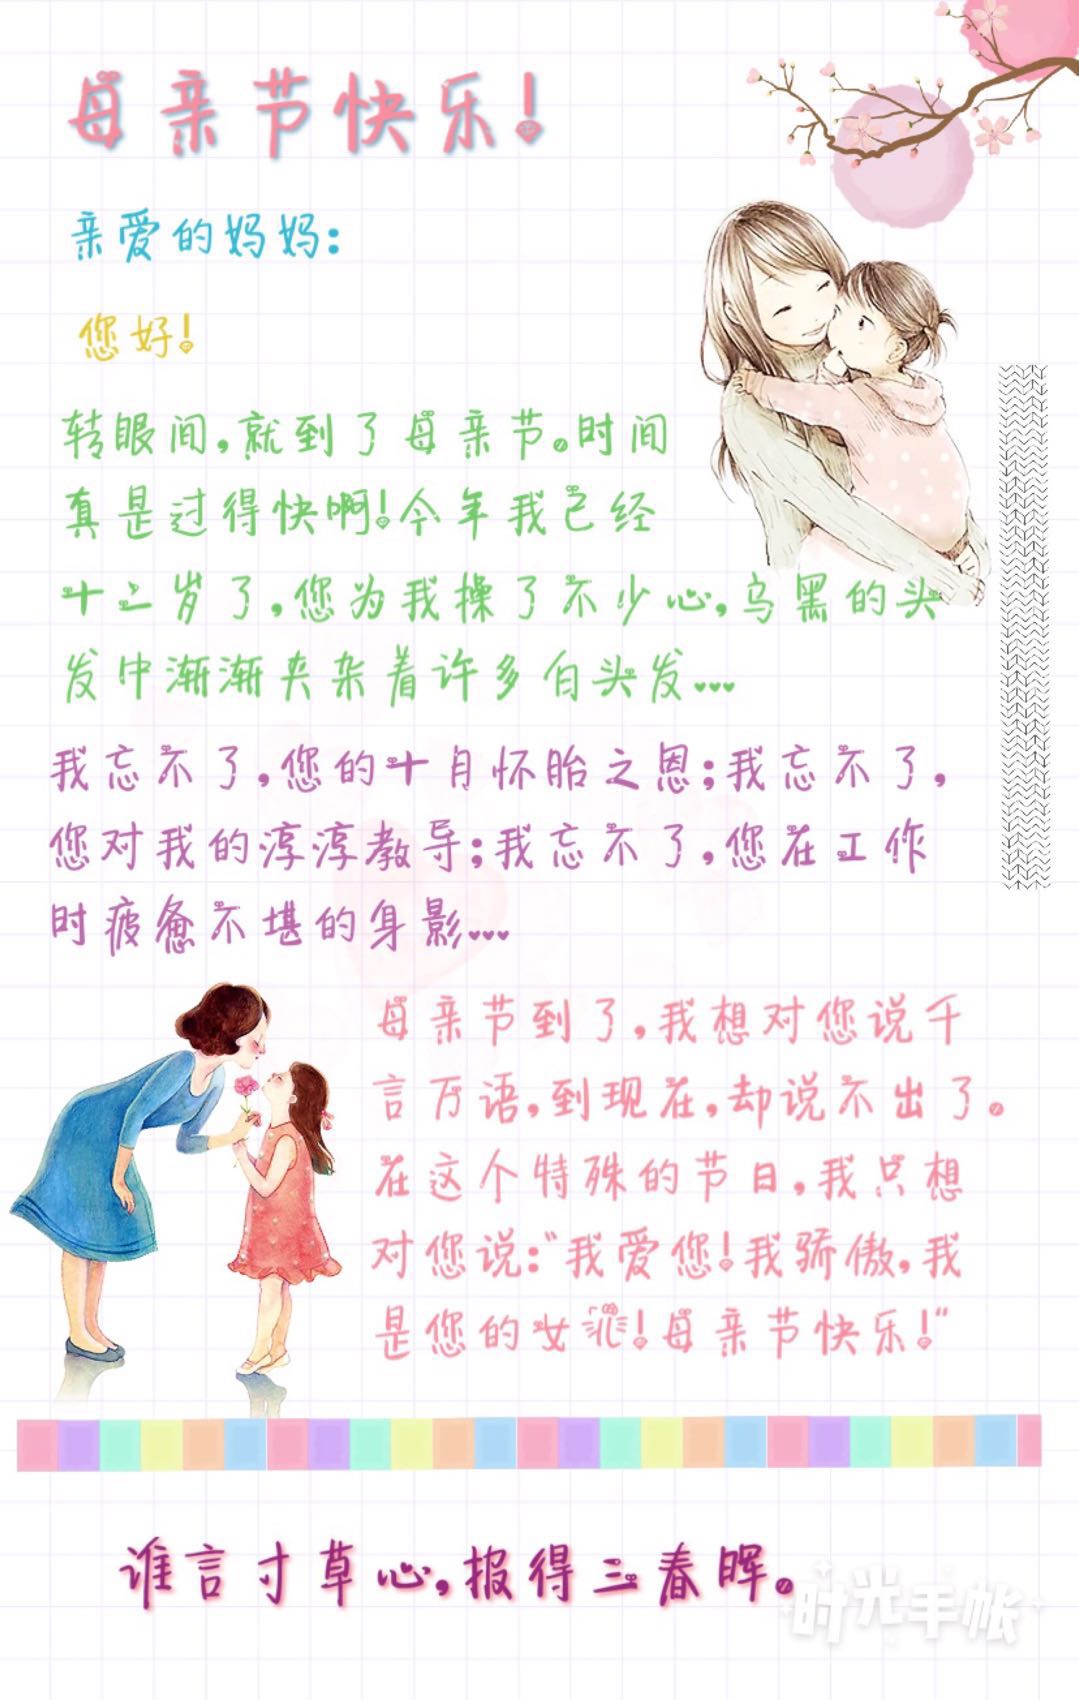 母亲节快乐!
亲爱的妈妈:
您好!
转眼间,就到了母亲节。时间
真是过得快啊!今年我已经
十二岁了,您为我操了不少心,乌黑的头
发中渐渐夹杂着许多白头发...
我忘不了,您的十月怀胎之恩;我忘不了,
您对我的淳淳教导;我忘不了,您在工作
时疲惫不堪的身影...
母亲节到了,我想对您说千
言万语,到现在,却说不出了。
在这个特殊的节日,我只想
对您说:“我爱您!我骄傲,我
是您的女儿!母亲节快乐!”
谁言寸草心,报得三春晖。
时光手帐